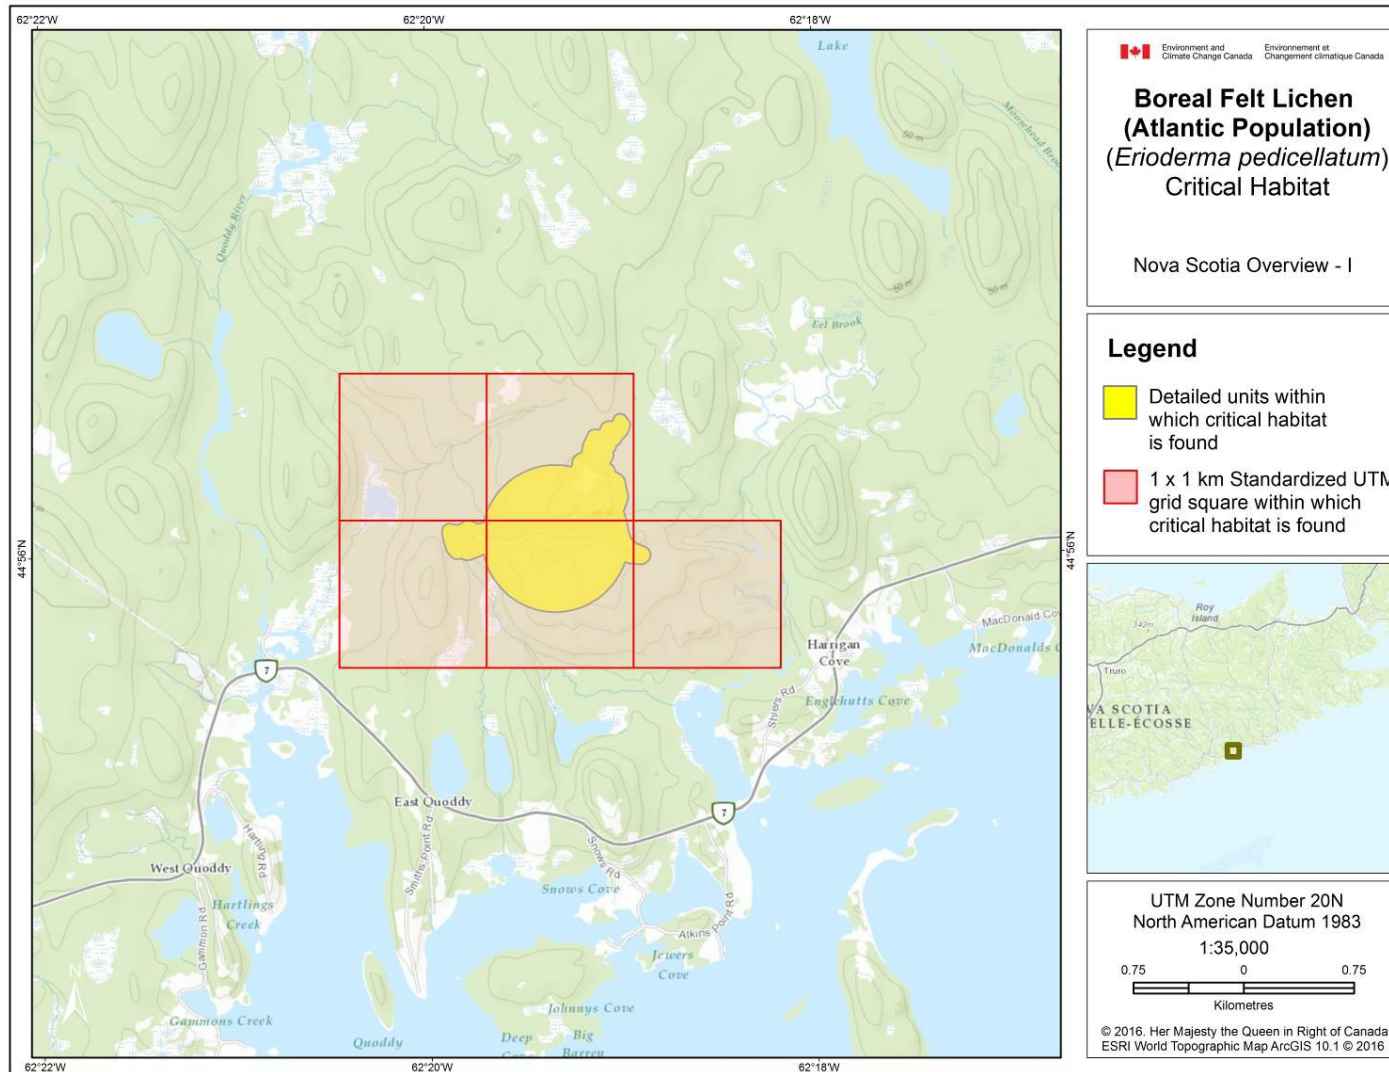 62°22'W
62°20'W
62°18'W
Lake
50 m
Moosehead Brook
Quoddy River
50 m
50 m
Eel Brook
44°56'N
44°56'N
7
Harrigan
Cove
MacDonald Cov
MacDonalds C
Englehutts Cove
Shiers Rd
East Quoddy
7
Hartling Rd
Smiths Point Rd
West Quoddy
Snows Rd
Snows Cove
Hartlings
Creek
Gammon Rd
Atkins Point Rd
Jewers
Cove
N
Gammons Creek
Quoddy
Johnnys Cove
Deep
Big
Barren
62°22'W
62°20'W
62°18'W
Environment and
Climate Change Canada
Environnement et
Changement climatique Canada
Boreal Felt Lichen
(Atlantic Population)
(Erioderma pedicellatum)
Critical Habitat
Nova Scotia Overview - I
Legend
Detailed units within
which critical habitat
is found
1 x 1 km Standardized UTM
grid square within which
critical habitat is found
Roy
Island
342m
Truro
VA SCOTIA
ELLE-ÉCOSSE
UTM Zone Number 20N
North American Datum 1983
1:35,000
0.75 0 0.75
Kilometres
© 2016. Her Majesty the Queen in Right of Canada
ESRI World Topographic Map ArcGIS 10.1 © 2016